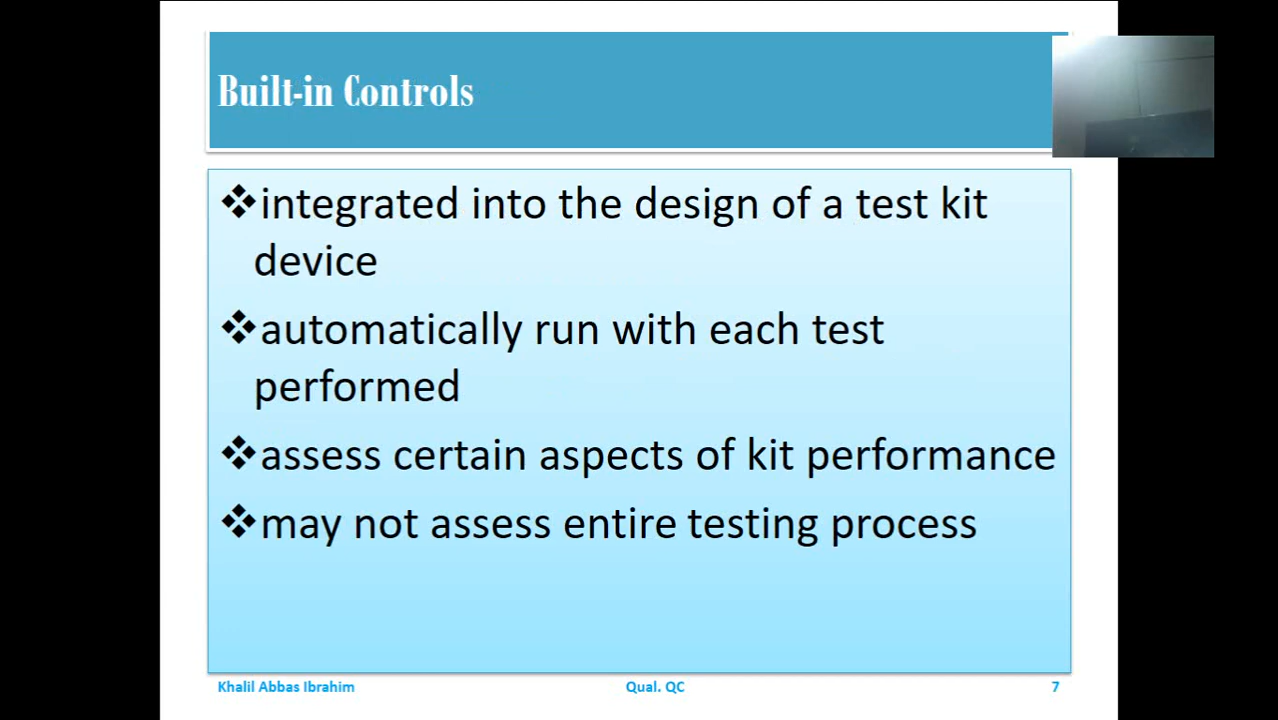 Built-in Controls
❖integrated into the design of a test kit
device
❖automatically run with each test
performed
❖assess certain aspects of kit performance
❖may not assess entire testing process
Khalil Abbas Ibrahim Qual. QC 7